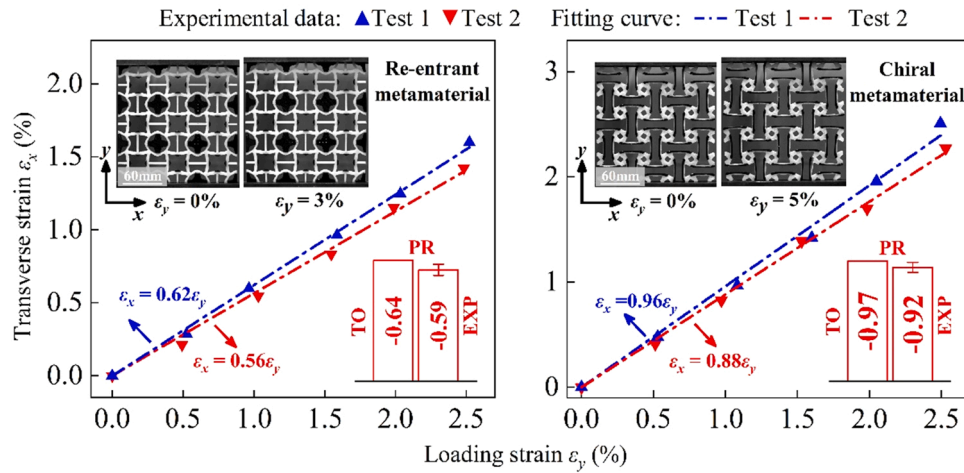 Experimental data: Test 1 Test 2 Fitting curve: Test 1 Test 2
Transverse strain εx (%)
2.0
1.5
1.0
0.5
0.0
Re-entrant
metamaterial
y
x
60mm
εy = 0%
εy = 3%
εx = 0.62εy
εx = 0.56εy
PR
TO
-0.64
-0.59
EXP
0.0 0.5 1.0 1.5 2.0 2.5
3
2
1
0
Chiral
metamaterial
y
x
60mm
εy = 0%
εy = 5%
εx =0.96εy
εx = 0.88εy
PR
TO
-0.97
-0.92
EXP
0.0 0.5 1.0 1.5 2.0 2.5
Loading strain εy (%)